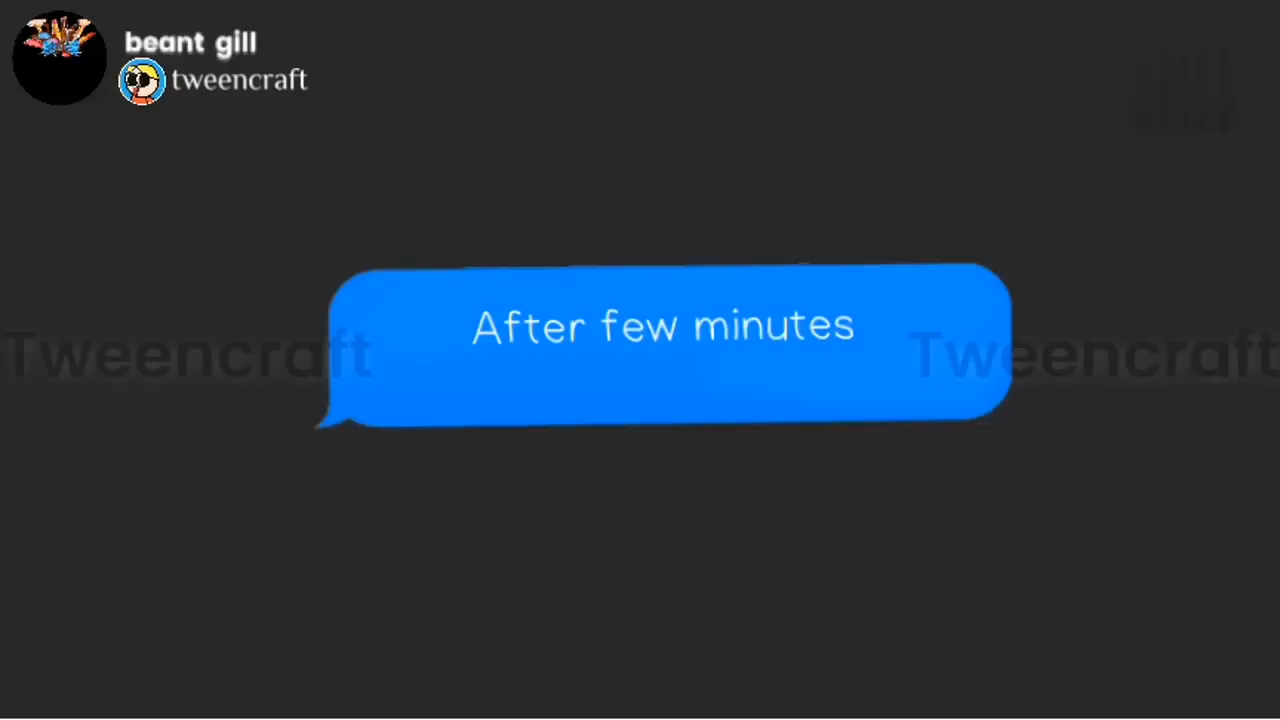 beant gill
tweencraft
After few minutes
Tweencraft
Tweencraft